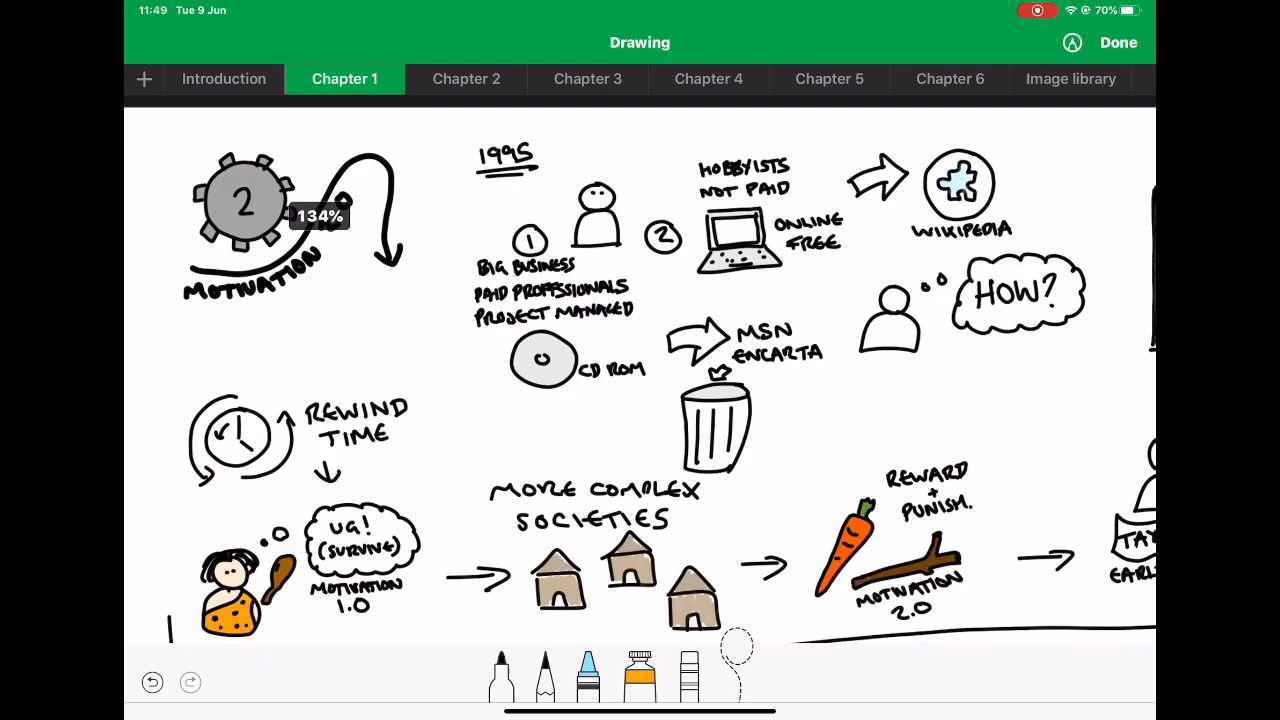 11:49 Tue 9 Jun
70%
Drawing
Done
Introduction
Chapter 1
Chapter 2
Chapter 3
Chapter 4
Chapter 5
Chapter 6
Image library
2
134%
MOTIVATION
1995
1
BIG BUSINESS
PAID PROFFSSIONALS
PROJECT MANAGED
CD ROM
2
HOBBYISTS
NOT PAID
ONLINE
FREE
WIKIPEDIA
MSN
ENCARTA
HOW?
REWIND
TIME
UG!
(SURVIVE)
MOTIVATION
1.0
MORE COMPLEX
SOCIETIES
REWARD
+
PUNISH.
MOTIVATION
2.0
TAY
EARL